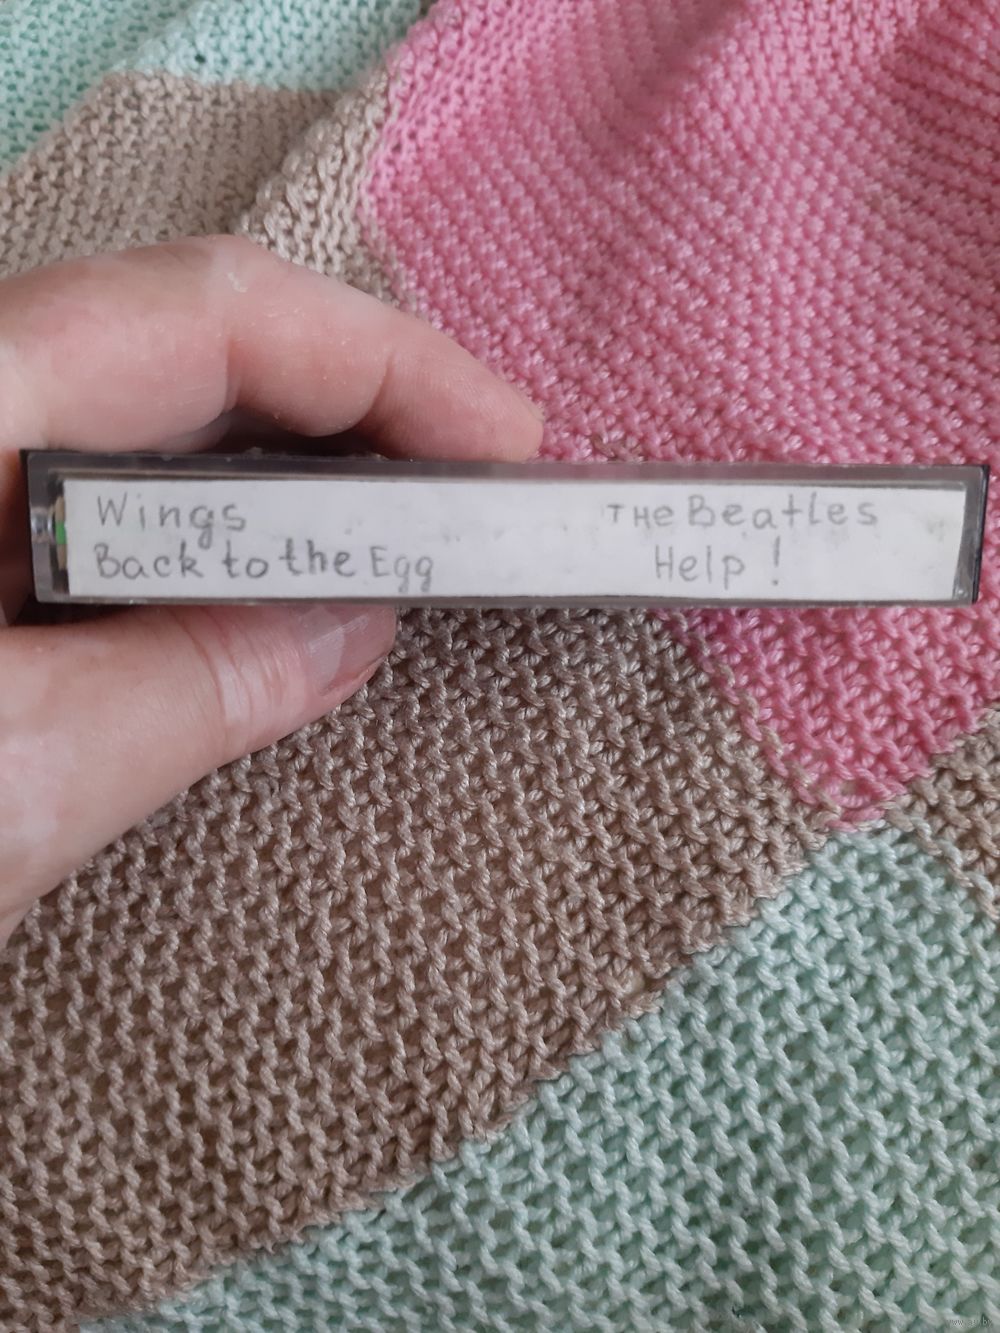 Wings
Back to the Egg
The Beatles
Help!